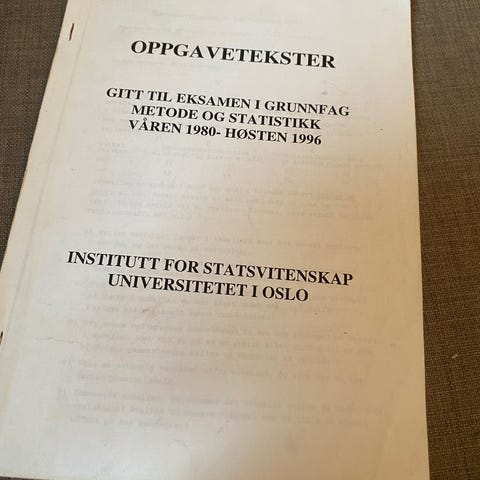 OPPGAVETEKSTER
GITT TIL EKSAMEN I GRUNNFAG
METODE OG STATISTIKK
VÅREN 1980- HØSTEN 1996
INSTITUTT FOR STATSVITENSKAP
UNIVERSITETET I OSLO